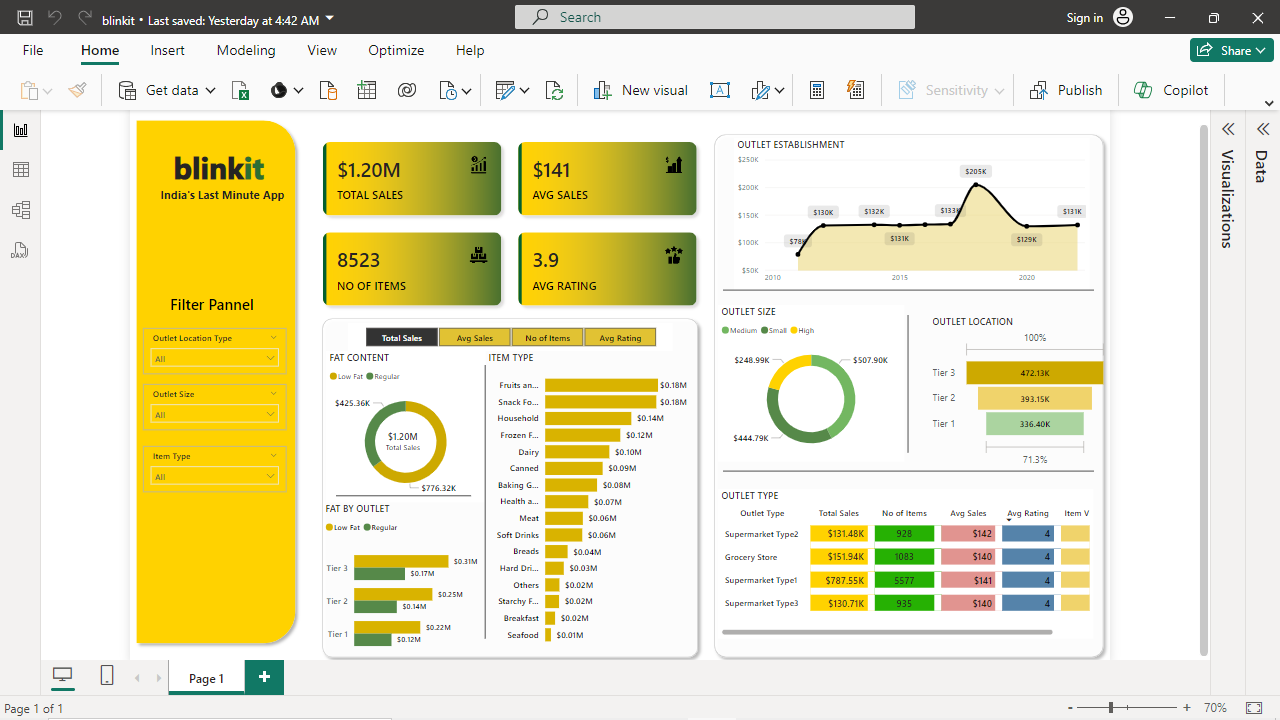 blinkit • Last saved: Yesterday at 4:42 AM
Search
Sign in
File Home Insert Modeling View Optimize Help
Share
Get data
New visual
Sensitivity
Publish
Copilot
DAX
blinkit
India's Last Minute App
Filter Pannel
Outlet Location Type
All
Outlet Size
All
Item Type
All
$1.20M
TOTAL SALES
$141
AVG SALES
8523
NO OF ITEMS
3.9
AVG RATING
Total Sales Avg Sales No of Items Avg Rating
FAT CONTENT
Low Fat Regular
$425.36K
$1.20M
Total Sales
$776.32K
FAT BY OUTLET
Low Fat Regular
Tier 3 $0.31M
$0.17M
Tier 2 $0.25M
$0.14M
Tier 1 $0.22M
$0.12M
ITEM TYPE
Fruits an... $0.18M
Snack Fo... $0.18M
Household $0.14M
Frozen F... $0.12M
Dairy $0.10M
Canned $0.09M
Baking G... $0.08M
Health a... $0.07M
Meat $0.06M
Soft Drinks $0.06M
Breads $0.04M
Hard Dri... $0.03M
Others $0.02M
Starchy F... $0.02M
Breakfast $0.02M
Seafood $0.01M
OUTLET ESTABLISHMENT
$250K
$200K
$150K
$100K
$50K
$78K $130K $132K $131K $133K $205K $129K $131K
2010 2015 2020
OUTLET SIZE
Medium Small High
$248.99K $507.90K
$444.79K
OUTLET LOCATION
100%
Tier 3 472.13K
Tier 2 393.15K
Tier 1 336.40K
71.3%
OUTLET TYPE
Outlet Type Total Sales No of Items Avg Sales Avg Rating Item V
Supermarket Type2 $131.48K 928 $142 4
Grocery Store $151.94K 1083 $140 4
Supermarket Type1 $787.55K 5577 $141 4
Supermarket Type3 $130.71K 935 $140 4
Visualizations
Data
Page 1
Page 1 of 1
- + 70%